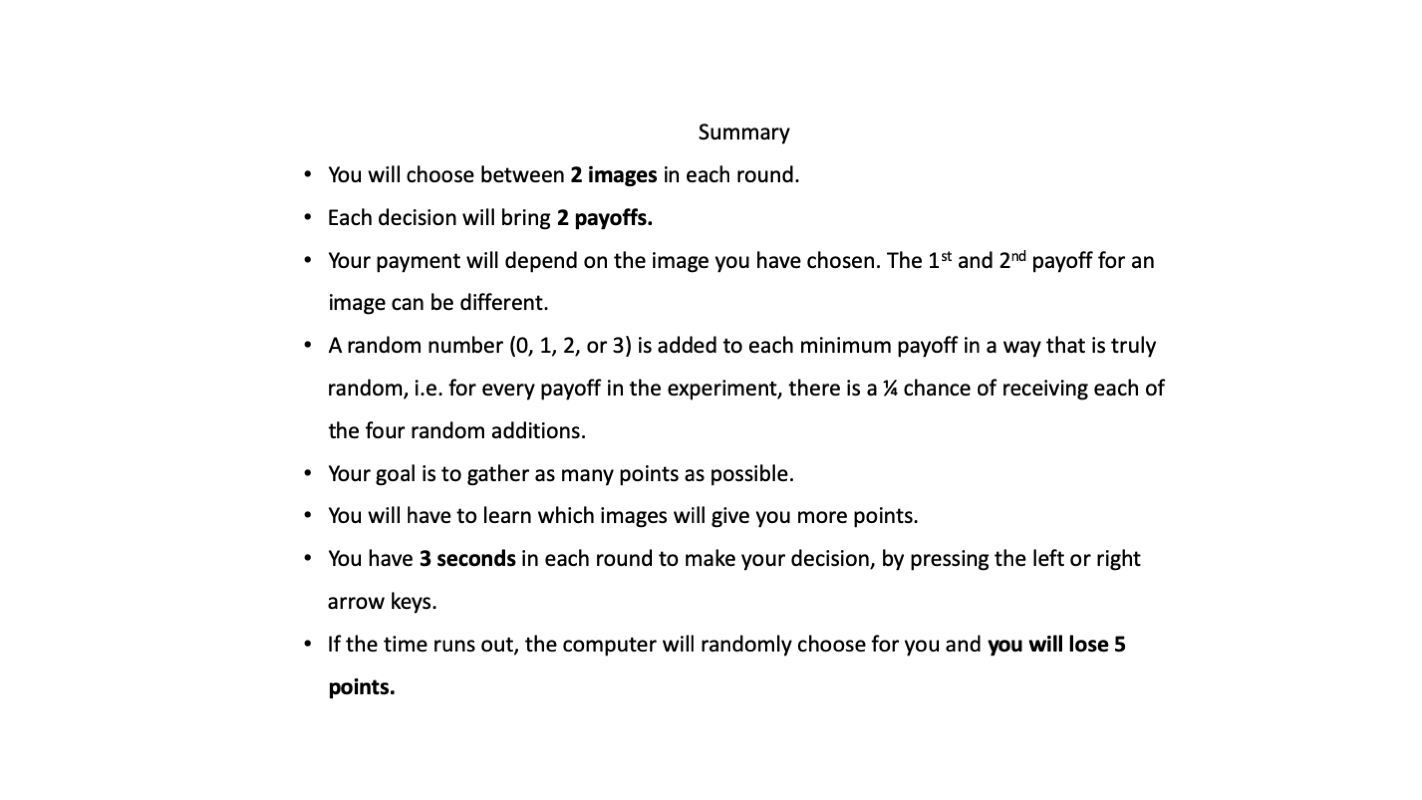 Summary
• You will choose between 2 images in each round.
• Each decision will bring 2 payoffs.
• Your payment will depend on the image you have chosen. The 1st and 2nd payoff for an
image can be different.
• A random number (0, 1, 2, or 3) is added to each minimum payoff in a way that is truly
random, i.e. for every payoff in the experiment, there is a ¼ chance of receiving each of
the four random additions.
• Your goal is to gather as many points as possible.
• You will have to learn which images will give you more points.
• You have 3 seconds in each round to make your decision, by pressing the left or right
arrow keys.
• If the time runs out, the computer will randomly choose for you and you will lose 5
points.